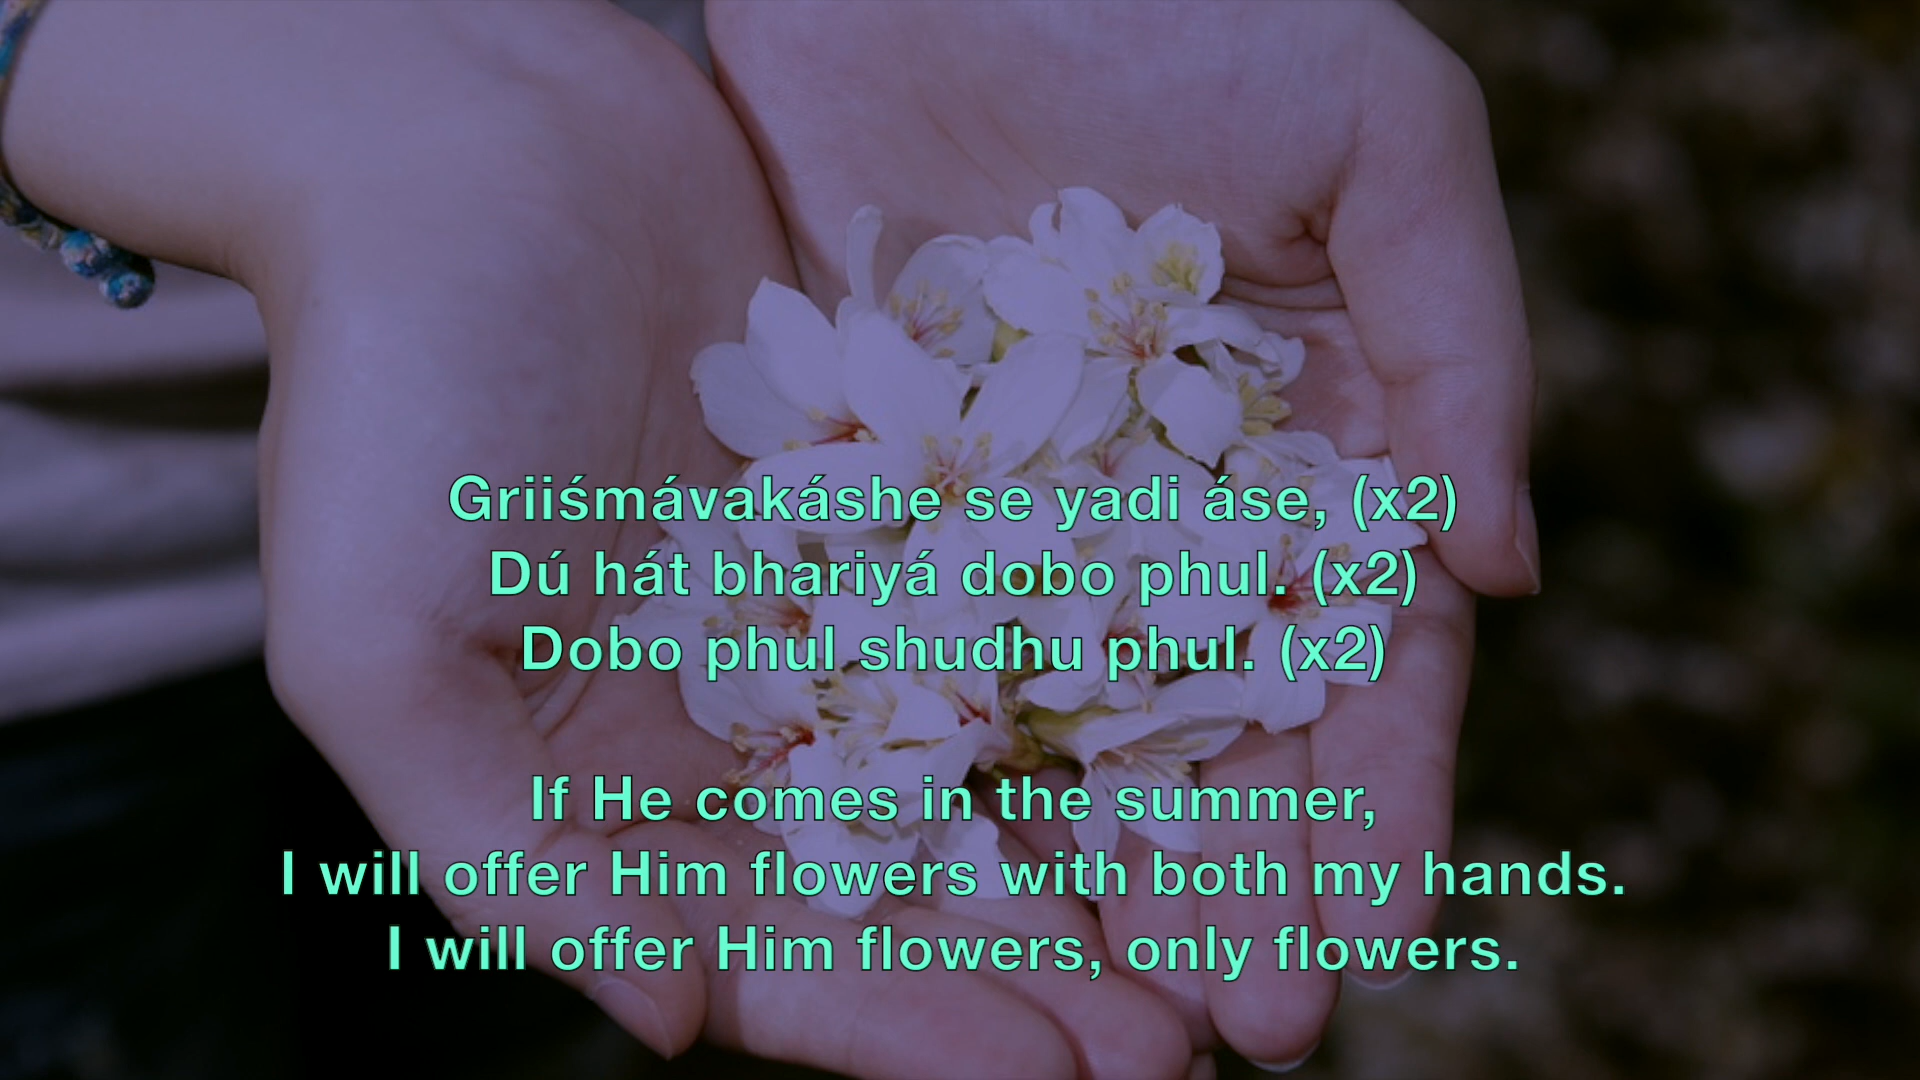 Griiśmávakáshe se yadi áse, (x2)
Dú hát bhariyá dobo phul. (x2)
Dobo phul shudhu phul. (x2)
If He comes in the summer,
I will offer Him flowers with both my hands.
I will offer Him flowers, only flowers.